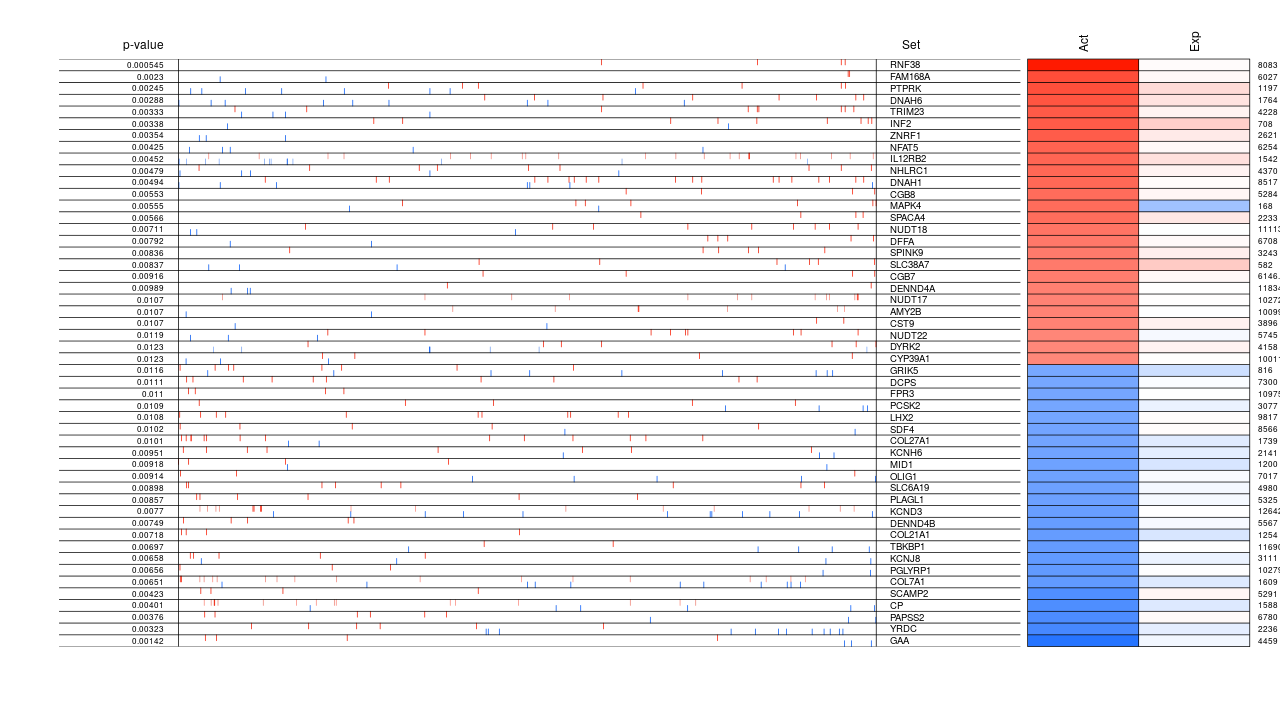 p-value Set Act Exp
0.000545 RNF38 8083
0.0023 FAM168A 6027
0.00245 PTPRK 1197
0.00288 DNAH6 1764
0.00333 TRIM23 4228
0.00338 INF2 708
0.00354 ZNRF1 2621
0.00425 NFAT5 6254
0.00452 IL12RB2 1542
0.00479 NHLRC1 4370
0.00494 DNAH1 8517
0.00553 CGB8 5284
0.00555 MAPK4 168
0.00566 SPACA4 2233
0.00711 NUDT18 11113
0.00792 DFFA 6708
0.00836 SPINK9 3243
0.00837 SLC38A7 582
0.00916 CGB7 6146.
0.00989 DENND4A 11834
0.0107 NUDT17 10272
0.0107 AMY2B 10099
0.0107 CST9 3896
0.0119 NUDT22 5745
0.0123 DYRK2 4158
0.0123 CYP39A1 10011
0.0116 GRIK5 816
0.0111 DCPS 7300
0.011 FPR3 10975
0.0109 PCSK2 3077
0.0108 LHX2 9817
0.0102 SDF4 8566
0.0101 COL27A1 1739
0.00951 KCNH6 2141
0.00918 MID1 1200
0.00914 OLIG1 7017
0.00898 SLC6A19 4980
0.00857 PLAGL1 5325
0.0077 KCND3 12642
0.00749 DENND4B 5567
0.00718 COL21A1 1254
0.00697 TBKBP1 11690
0.00658 KCNJ8 3111
0.00656 PGLYRP1 10279
0.00651 COL7A1 1609
0.00423 SCAMP2 5291
0.00401 CP 1588
0.00376 PAPSS2 6780
0.00323 YRDC 2236
0.00142 GAA 4459